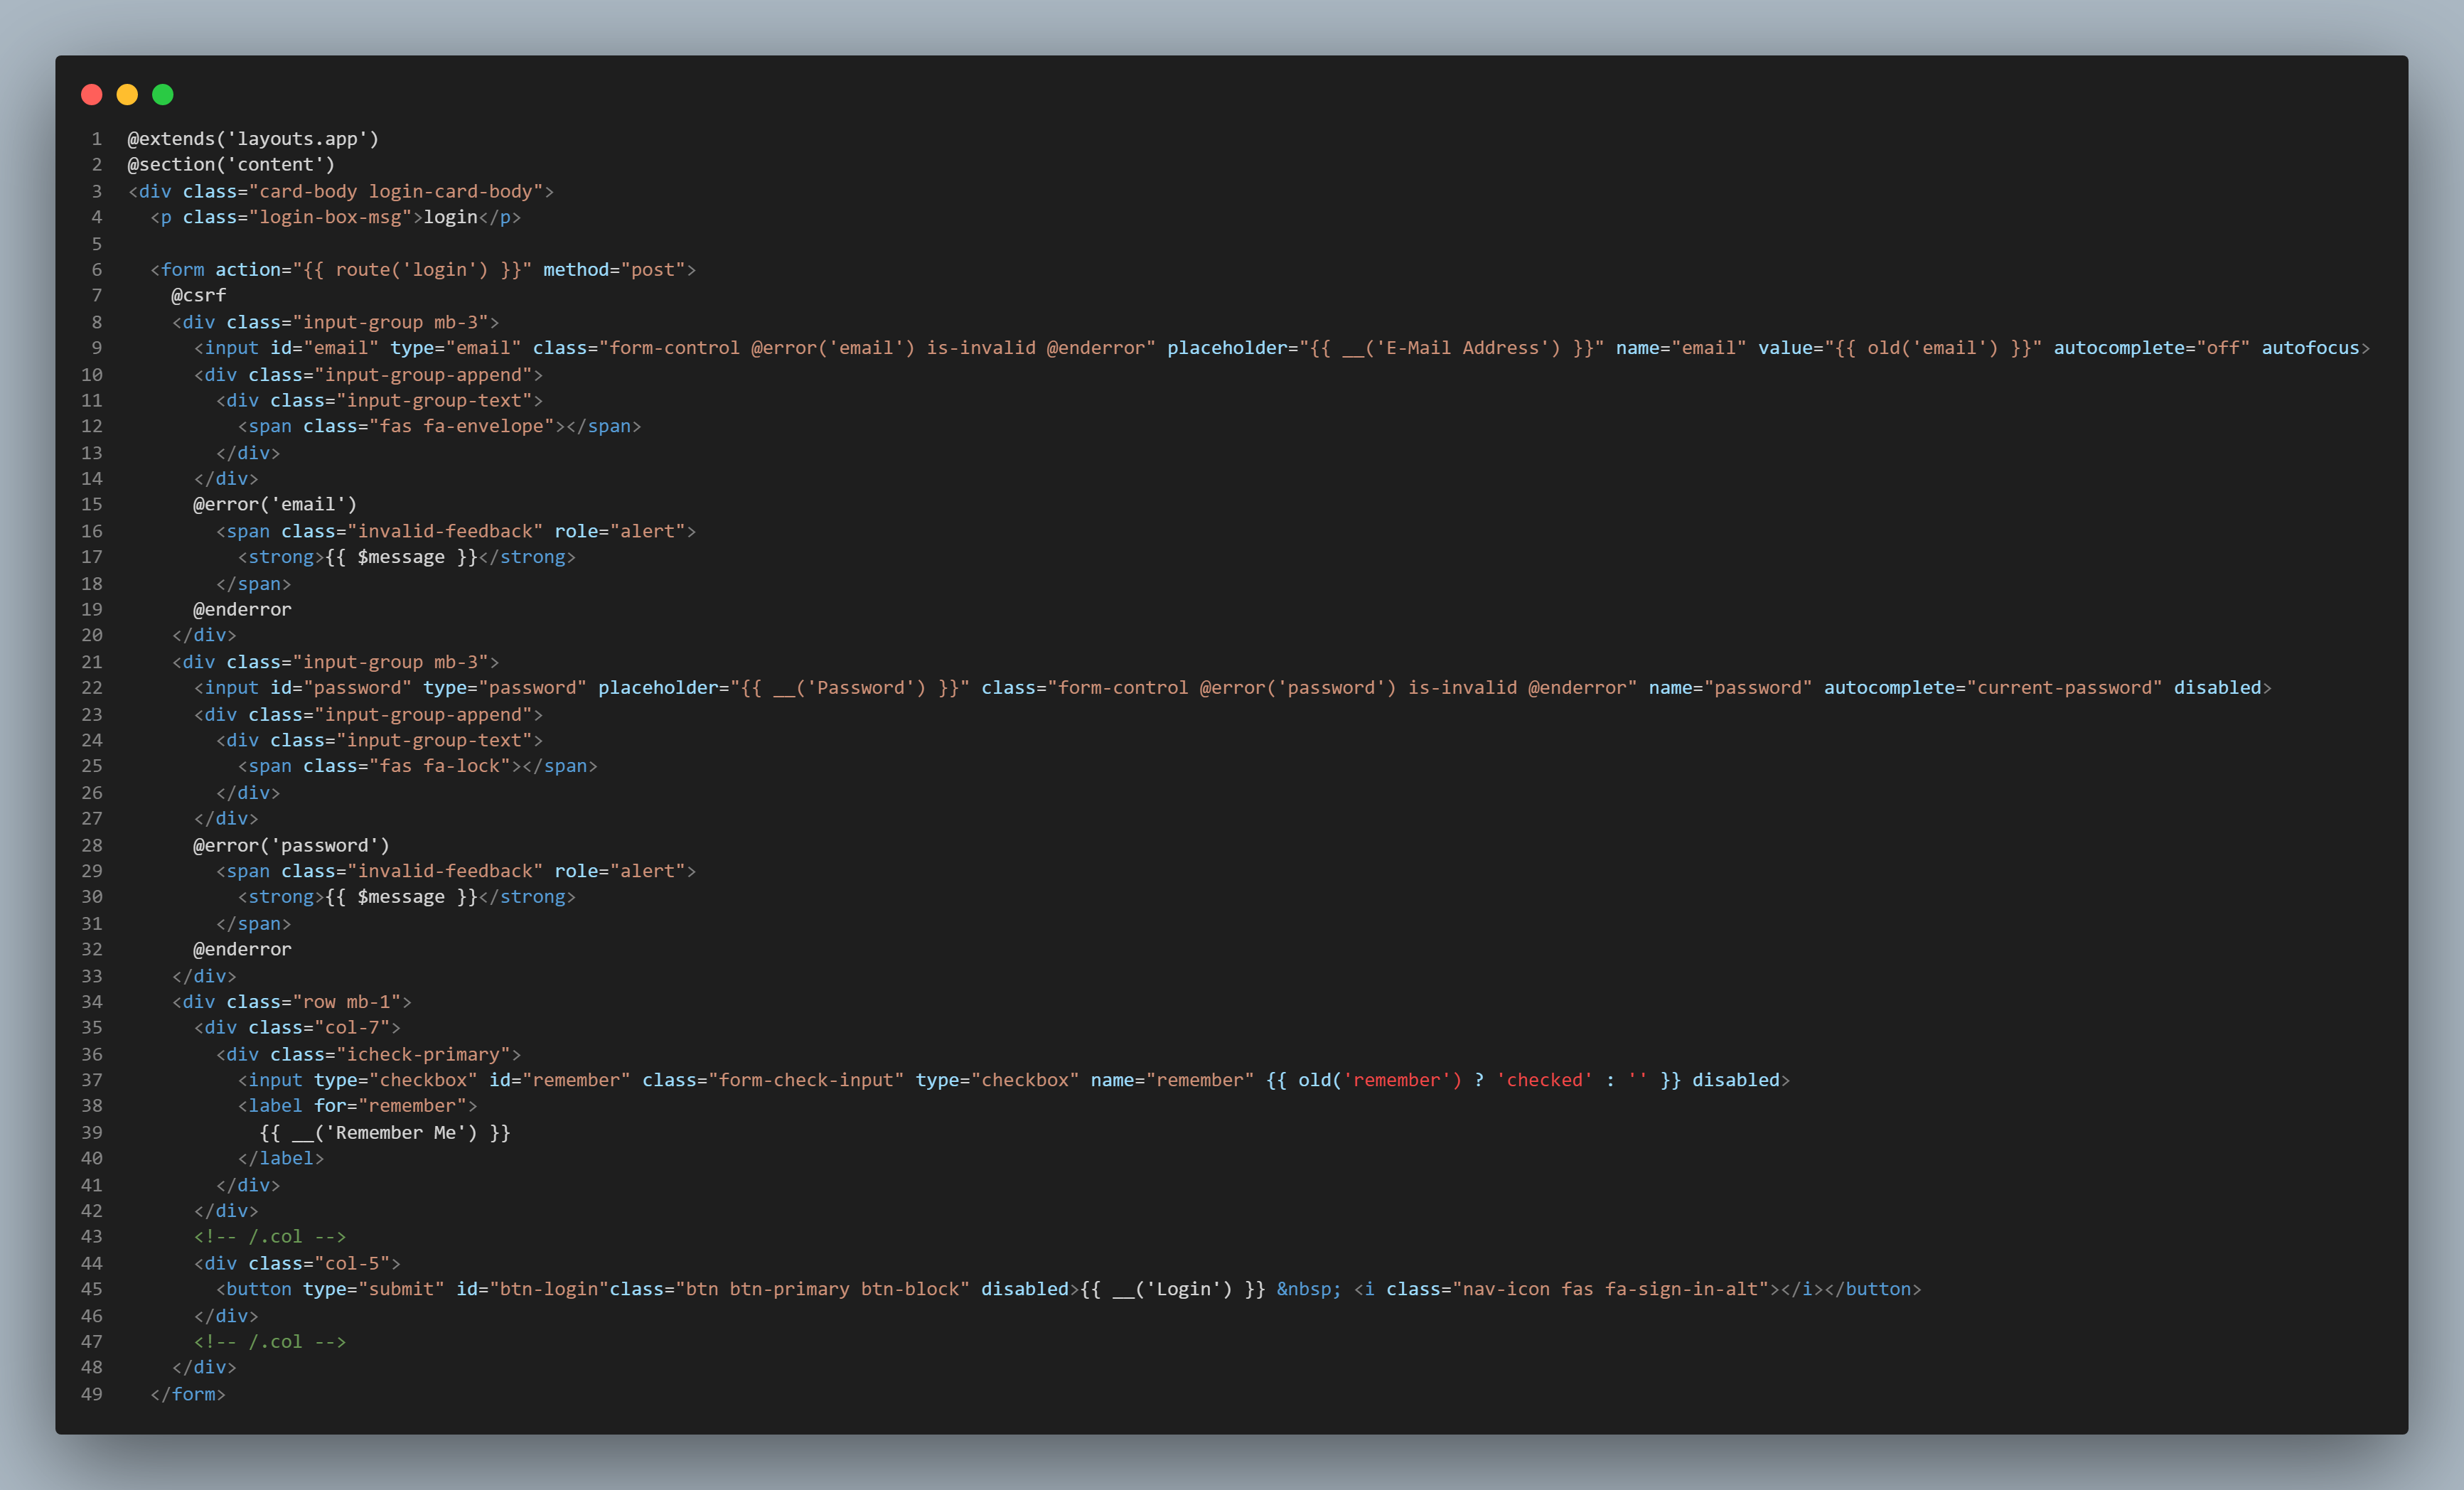 1 @extends('layouts.app')
2 @section('content')
3 <div class="card-body login-card-body">
4   <p class="login-box-msg">login</p>
5
6   <form action="{{ route('login') }}" method="post">
7     @csrf
8     <div class="input-group mb-3">
9       <input id="email" type="email" class="form-control @error('email') is-invalid @enderror" placeholder="{{ __('E-Mail Address') }}" name="email" value="{{ old('email') }}" autocomplete="off" autofocus>
10       <div class="input-group-append">
11         <div class="input-group-text">
12           <span class="fas fa-envelope"></span>
13         </div>
14       </div>
15       @error('email')
16         <span class="invalid-feedback" role="alert">
17           <strong>{{ $message }}</strong>
18         </span>
19       @enderror
20     </div>
21     <div class="input-group mb-3">
22       <input id="password" type="password" placeholder="{{ __('Password') }}" class="form-control @error('password') is-invalid @enderror" name="password" autocomplete="current-password" disabled>
23       <div class="input-group-append">
24         <div class="input-group-text">
25           <span class="fas fa-lock"></span>
26         </div>
27       </div>
28       @error('password')
29         <span class="invalid-feedback" role="alert">
30           <strong>{{ $message }}</strong>
31         </span>
32       @enderror
33     </div>
34     <div class="row mb-1">
35       <div class="col-7">
36         <div class="icheck-primary">
37           <input type="checkbox" id="remember" class="form-check-input" type="checkbox" name="remember" {{ old('remember') ? 'checked' : '' }} disabled>
38           <label for="remember">
39             {{ __('Remember Me') }}
40           </label>
41         </div>
42       </div>
43       <!-- /.col -->
44       <div class="col-5">
45         <button type="submit" id="btn-login"class="btn btn-primary btn-block" disabled>{{ __('Login') }} &nbsp; <i class="nav-icon fas fa-sign-in-alt"></i></button>
46       </div>
47       <!-- /.col -->
48     </div>
49   </form>